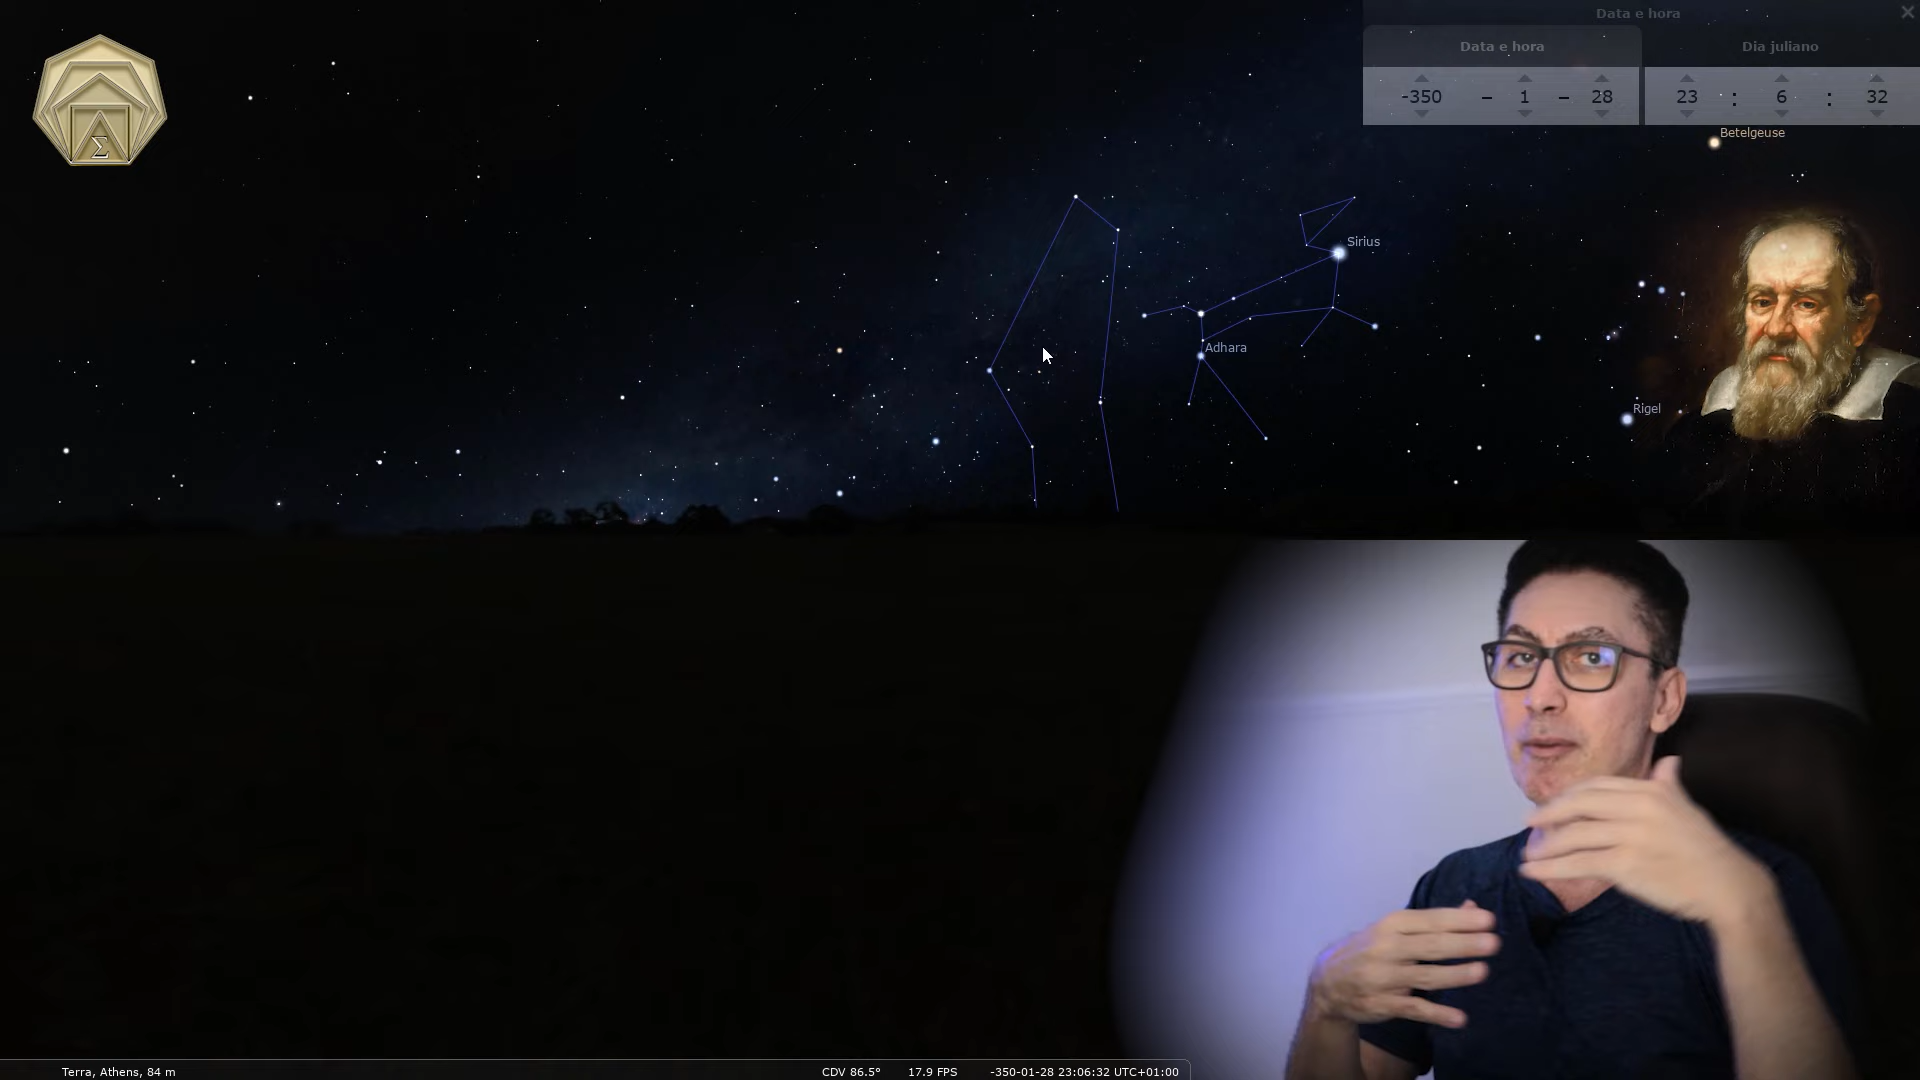 Data e hora
Data e hora
Dia juliano
-350 – 1 – 28
23 : 6 : 32
Betelgeuse
Sirius
Adhara
Rigel
Σ
Terra, Athens, 84 m
CDV 86.5°
17.9 FPS
-350-01-28 23:06:32 UTC+01:00